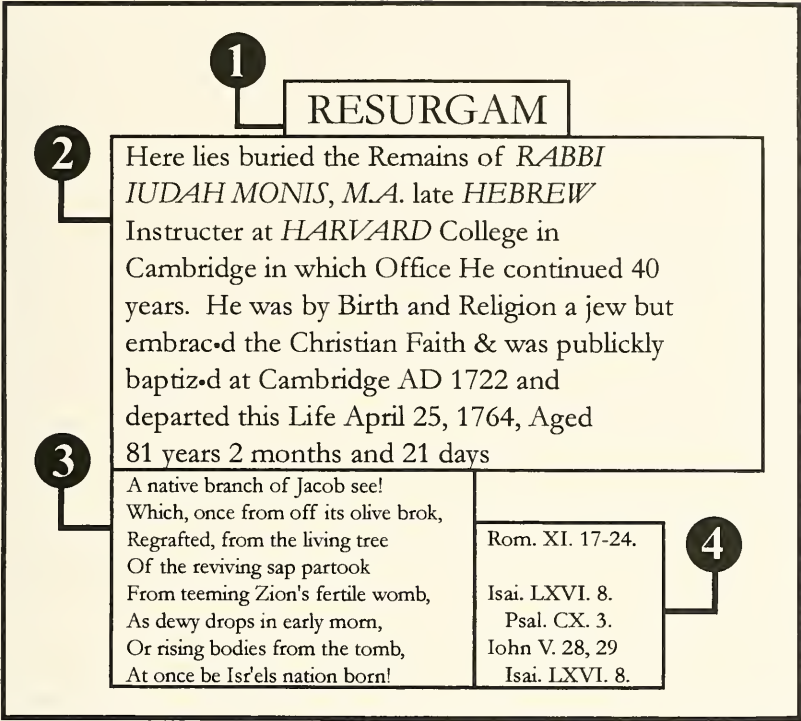 1
RESURGAM
2
Here lies buried the Remains of RABBI
IUDAH MONIS, M.A. late HEBREW
Instructer at HARVARD College in
Cambridge in which Office He continued 40
years. He was by Birth and Religion a jew but
embrac•d the Christian Faith & was publickly
baptiz•d at Cambridge AD 1722 and
departed this Life April 25, 1764, Aged
81 years 2 months and 21 days
3
A native branch of Jacob see!
Which, once from off its olive brok,
Regrafted, from the living tree
Of the reviving sap partook
From teeming Zion's fertile womb,
As dewy drops in early morn,
Or rising bodies from the tomb,
At once be Isr'els nation born!
4
Rom. XI. 17-24.
Isai. LXVI. 8.
Psal. CX. 3.
Iohn V. 28, 29
Isai. LXVI. 8.